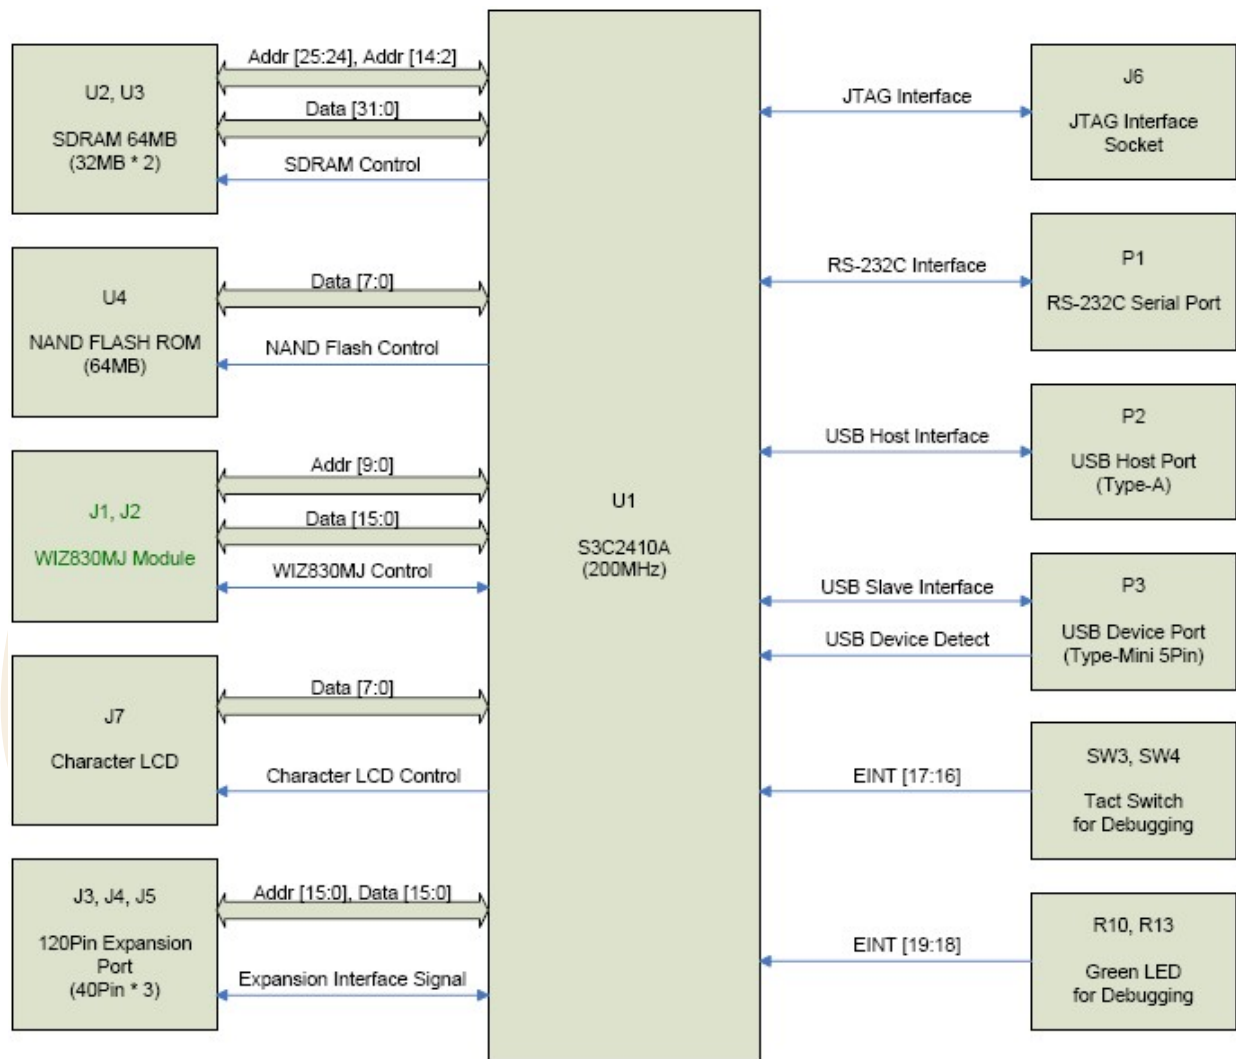 U2, U3
SDRAM 64MB
(32MB * 2)
Addr [25:24], Addr [14:2]
Data [31:0]
SDRAM Control
U4
NAND FLASH ROM
(64MB)
Data [7:0]
NAND Flash Control
J1, J2
WIZ830MJ Module
Addr [9:0]
Data [15:0]
WIZ830MJ Control
J7
Character LCD
Data [7:0]
Character LCD Control
J3, J4, J5
120Pin Expansion
Port
(40Pin * 3)
Addr [15:0], Data [15:0]
Expansion Interface Signal
U1
S3C2410A
(200MHz)
JTAG Interface
J6
JTAG Interface
Socket
RS-232C Interface
P1
RS-232C Serial Port
USB Host Interface
P2
USB Host Port
(Type-A)
USB Slave Interface
USB Device Detect
P3
USB Device Port
(Type-Mini 5Pin)
EINT [17:16]
SW3, SW4
Tact Switch
for Debugging
EINT [19:18]
R10, R13
Green LED
for Debugging